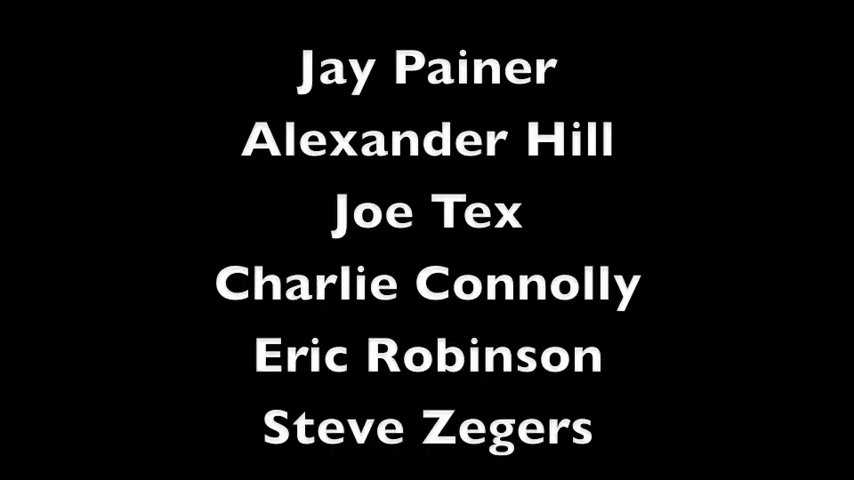 Jay Painer
Alexander Hill
Joe Tex
Charlie Connolly
Eric Robinson
Steve Zegers